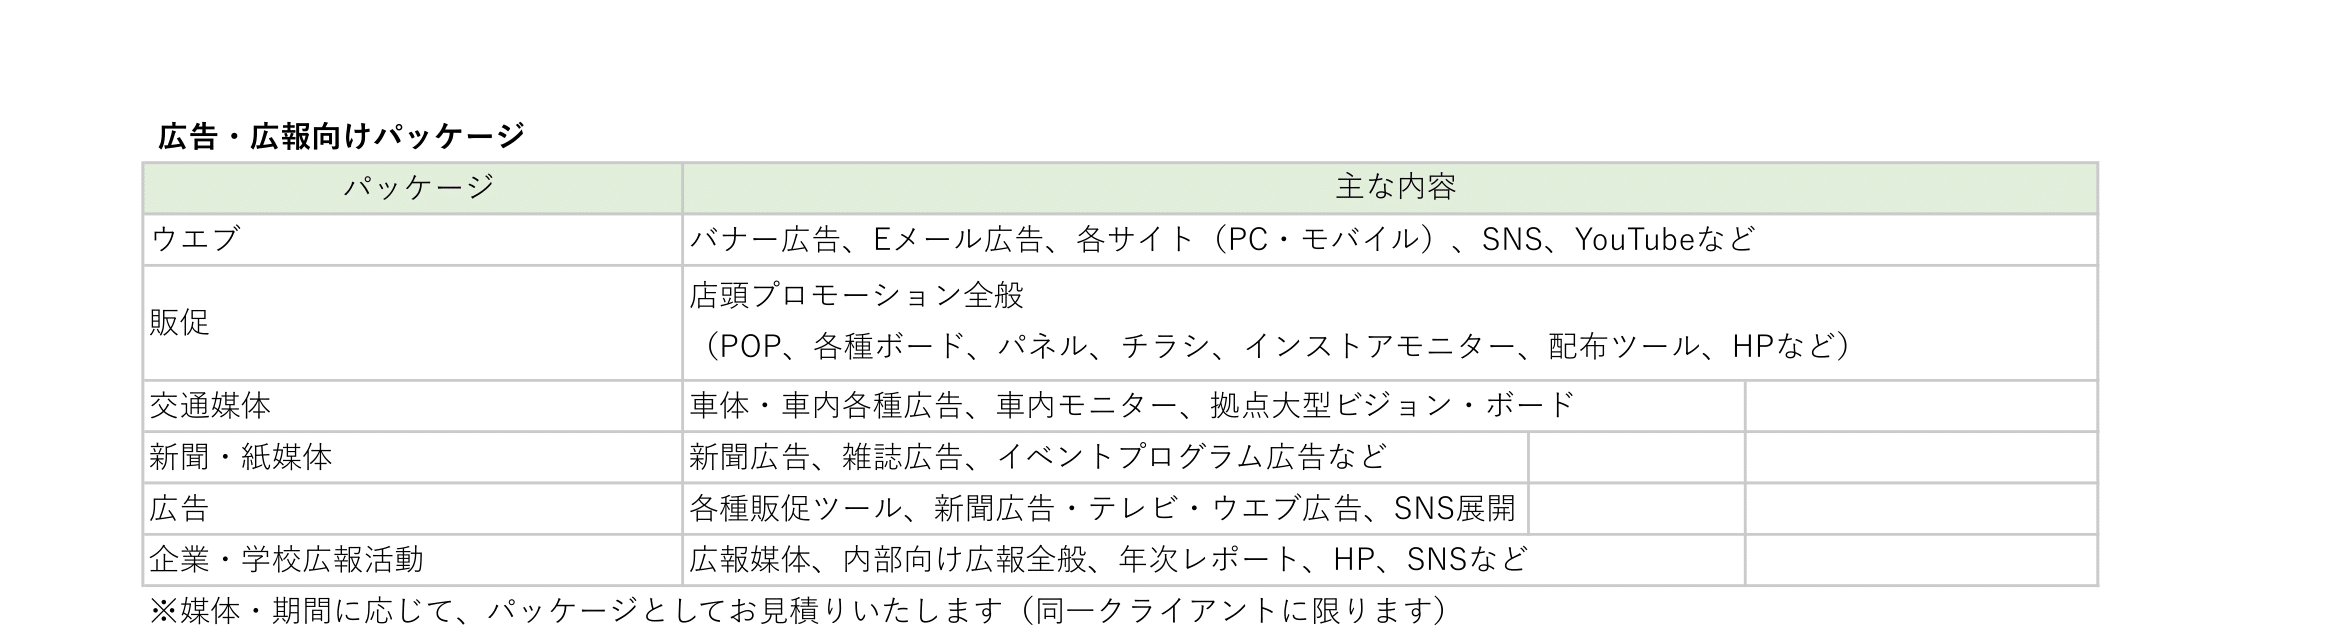 広告・広報向けパッケージ
パッケージ 主な内容
ウエブ バナー広告、Eメール広告、各サイト（PC・モバイル）、SNS、YouTubeなど
販促 店頭プロモーション全般
（POP、各種ボード、パネル、チラシ、インストアモニター、配布ツール、HPなど）
交通媒体 車体・車内各種広告、車内モニター、拠点大型ビジョン・ボード
新聞・紙媒体 新聞広告、雑誌広告、イベントプログラム広告など
広告 各種販促ツール、新聞広告・テレビ・ウエブ広告、SNS展開
企業・学校広報活動 広報媒体、内部向け広報全般、年次レポート、HP、SNSなど
※媒体・期間に応じて、パッケージとしてお見積りいたします（同一クライアントに限ります）